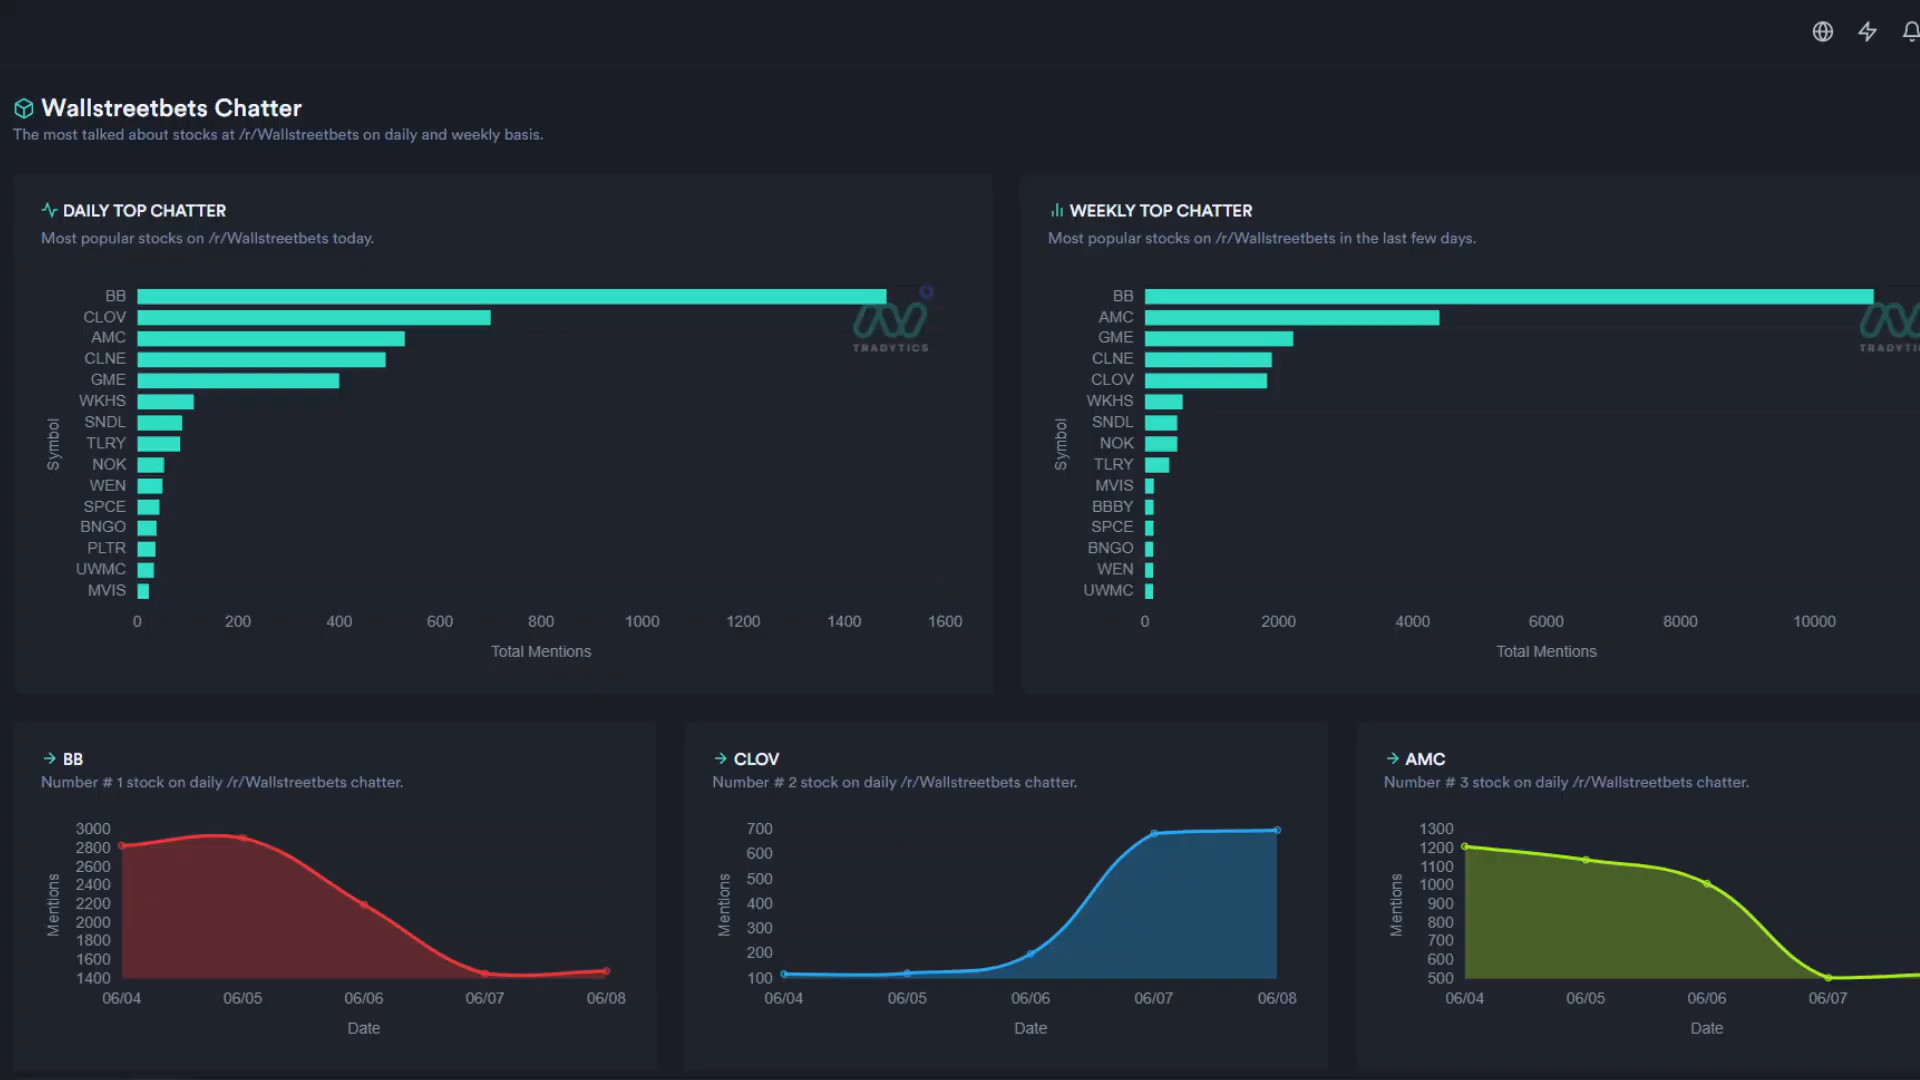 Wallstreetbets Chatter
The most talked about stocks at /r/Wallstreetbets on daily and weekly basis.
DAILY TOP CHATTER
Most popular stocks on /r/Wallstreetbets today.
BB
CLOV
AMC
CLNE
GME
WKHS
SNDL
TLRY
NOK
WEN
SPCE
BNGO
PLTR
UWMC
MVIS
Symbol
0 200 400 600 800 1000 1200 1400 1600
Total Mentions
TRADYTICS
WEEKLY TOP CHATTER
Most popular stocks on /r/Wallstreetbets in the last few days.
BB
AMC
GME
CLNE
CLOV
WKHS
SNDL
NOK
TLRY
MVIS
BBBY
SPCE
BNGO
WEN
UWMC
Symbol
0 2000 4000 6000 8000 10000
Total Mentions
TRADYTI
BB
Number # 1 stock on daily /r/Wallstreetbets chatter.
3000
2800
2600
2400
2200
2000
1800
1600
1400
Mentions
06/04 06/05 06/06 06/07 06/08
Date
CLOV
Number # 2 stock on daily /r/Wallstreetbets chatter.
700
600
500
400
300
200
100
Mentions
06/04 06/05 06/06 06/07 06/08
Date
AMC
Number # 3 stock on daily /r/Wallstreetbets chatter.
1300
1200
1100
1000
900
800
700
600
500
Mentions
06/04 06/05 06/06 06/07
Date